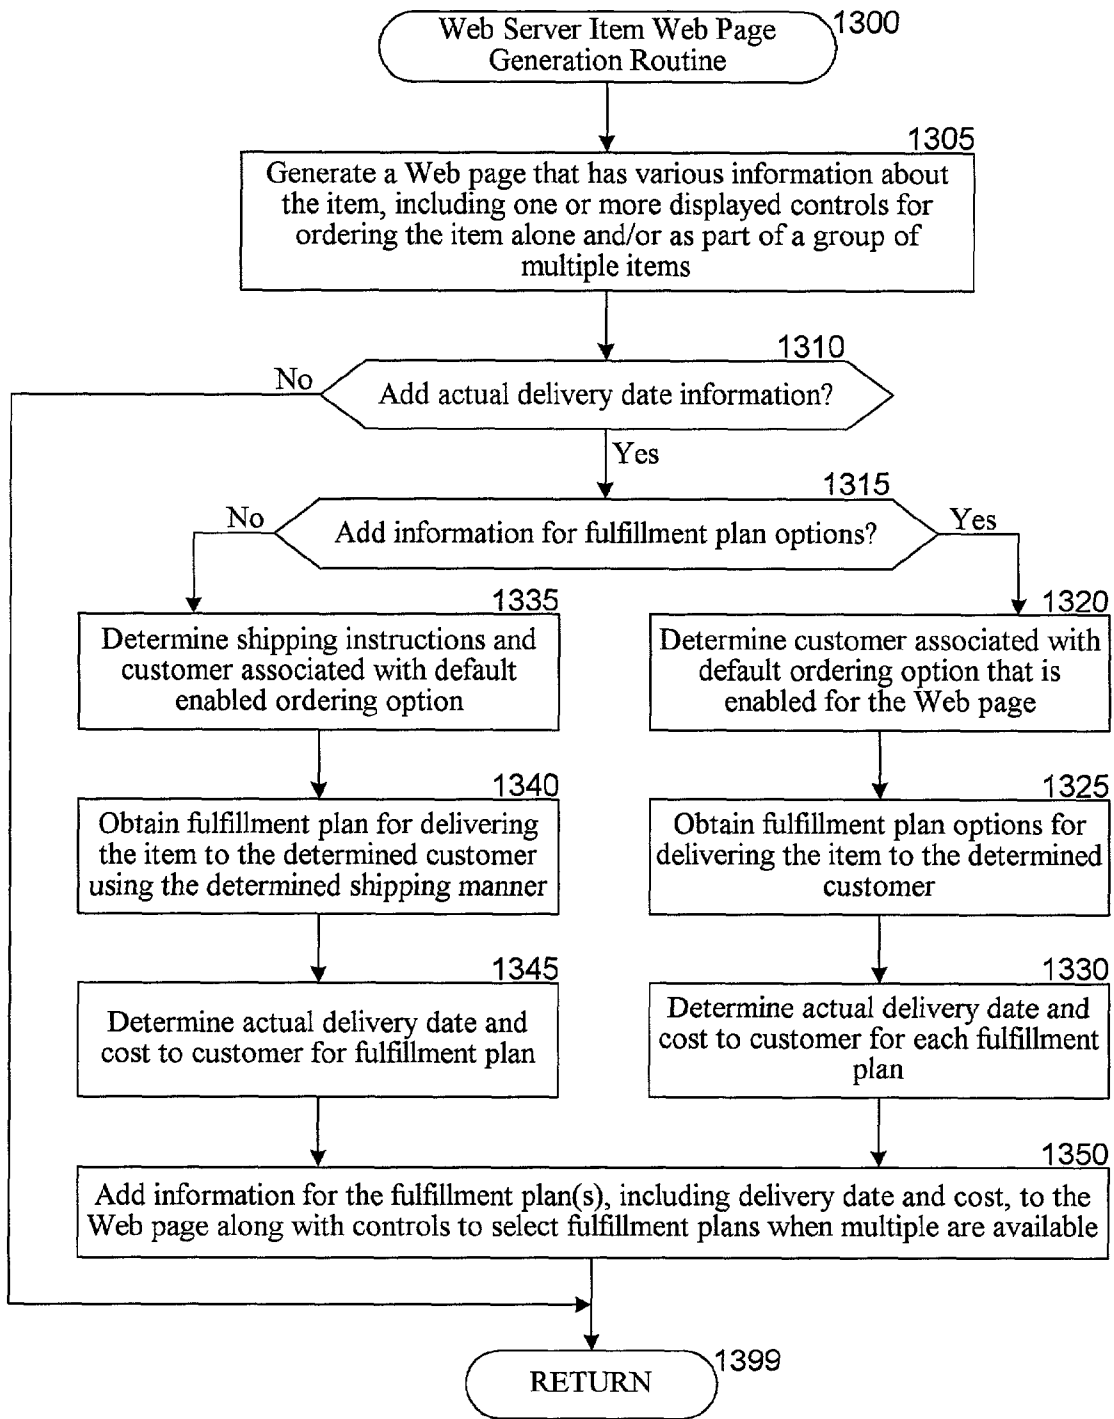 Web Server Item Web Page
Generation Routine
1300
1305
Generate a Web page that has various information about
the item, including one or more displayed controls for
ordering the item alone and/or as part of a group of
multiple items
1310
No
Add actual delivery date information?
Yes
1315
No
Add information for fulfillment plan options?
Yes
1335
Determine shipping instructions and
customer associated with default
enabled ordering option
1320
Determine customer associated with
default ordering option that is
enabled for the Web page
1340
Obtain fulfillment plan for delivering
the item to the determined customer
using the determined shipping manner
1325
Obtain fulfillment plan options for
delivering the item to the determined
customer
1345
Determine actual delivery date and
cost to customer for fulfillment plan
1330
Determine actual delivery date and
cost to customer for each fulfillment
plan
1350
Add information for the fulfillment plan(s), including delivery date and cost, to the
Web page along with controls to select fulfillment plans when multiple are available
RETURN
1399